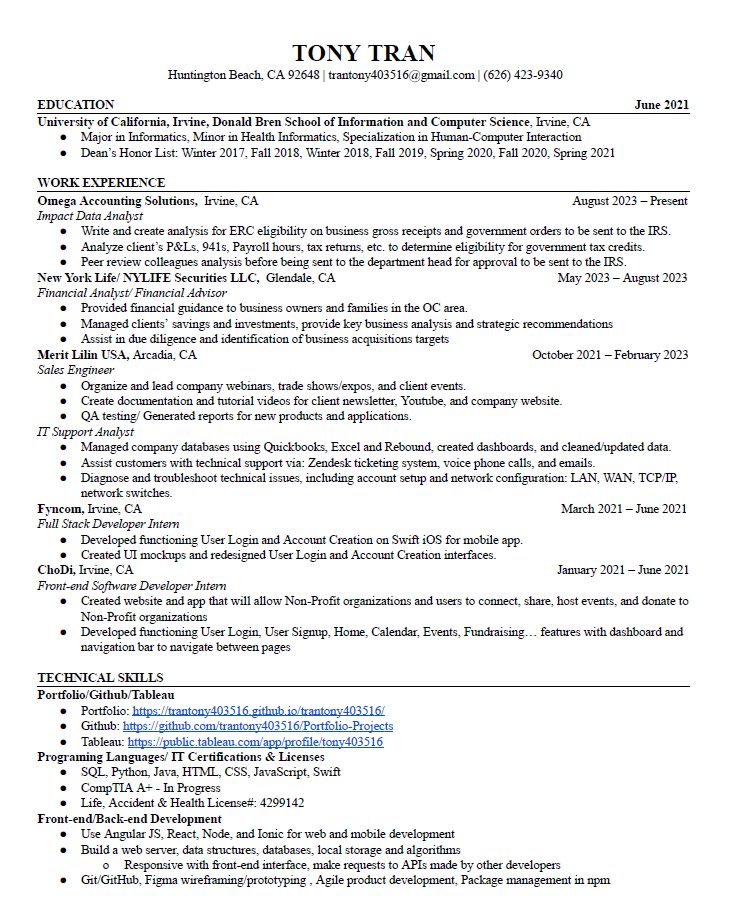 TONY TRAN
Huntington Beach, CA 92648 | trantony403516@gmail.com | (626) 423-9340
EDUCATION June 2021
University of California, Irvine, Donald Bren School of Information and Computer Science, Irvine, CA
● Major in Informatics, Minor in Health Informatics, Specialization in Human-Computer Interaction
● Dean's Honor List: Winter 2017, Fall 2018, Winter 2018, Fall 2019, Spring 2020, Fall 2020, Spring 2021
WORK EXPERIENCE
Omega Accounting Solutions, Irvine, CA August 2023 – Present
Impact Data Analyst
● Write and create analysis for ERC eligibility on business gross receipts and government orders to be sent to the IRS.
● Analyze client's P&Ls, 941s, Payroll hours, tax returns, etc. to determine eligibility for government tax credits.
● Peer review colleagues analysis before being sent to the department head for approval to be sent to the IRS.
New York Life/ NYLIFE Securities LLC, Glendale, CA May 2023 – August 2023
Financial Analyst/ Financial Advisor
● Provided financial guidance to business owners and families in the OC area.
● Managed clients' savings and investments, provide key business analysis and strategic recommendations
● Assist in due diligence and identification of business acquisitions targets
Merit Lilin USA, Arcadia, CA October 2021 – February 2023
Sales Engineer
● Organize and lead company webinars, trade shows/expos, and client events.
● Create documentation and tutorial videos for client newsletter, Youtube, and company website.
● QA testing/ Generated reports for new products and applications.
IT Support Analyst
● Managed company databases using Quickbooks, Excel and Rebound, created dashboards, and cleaned/updated data.
● Assist customers with technical support via: Zendesk ticketing system, voice phone calls, and emails.
● Diagnose and troubleshoot technical issues, including account setup and network configuration: LAN, WAN, TCP/IP,
network switches.
Fyncom, Irvine, CA March 2021 – June 2021
Full Stack Developer Intern
● Developed functioning User Login and Account Creation on Swift iOS for mobile app.
● Created UI mockups and redesigned User Login and Account Creation interfaces.
ChoDi, Irvine, CA January 2021 – June 2021
Front-end Software Developer Intern
● Created website and app that will allow Non-Profit organizations and users to connect, share, host events, and donate to
Non-Profit organizations
● Developed functioning User Login, User Signup, Home, Calendar, Events, Fundraising… features with dashboard and
navigation bar to navigate between pages
TECHNICAL SKILLS
Portfolio/Github/Tableau
● Portfolio: https://trantony403516.github.io/trantony403516/
● Github: https://github.com/trantony403516/Portfolio-Projects
● Tableau: https://public.tableau.com/app/profile/tony403516
Programing Languages/ IT Certifications & Licenses
● SQL, Python, Java, HTML, CSS, JavaScript, Swift
● CompTIA A+ - In Progress
● Life, Accident & Health License#: 4299142
Front-end/Back-end Development
● Use Angular JS, React, Node, and Ionic for web and mobile development
● Build a web server, data structures, databases, local storage and algorithms
o Responsive with front-end interface, make requests to APIs made by other developers
● Git/GitHub, Figma wireframing/prototyping , Agile product development, Package management in npm